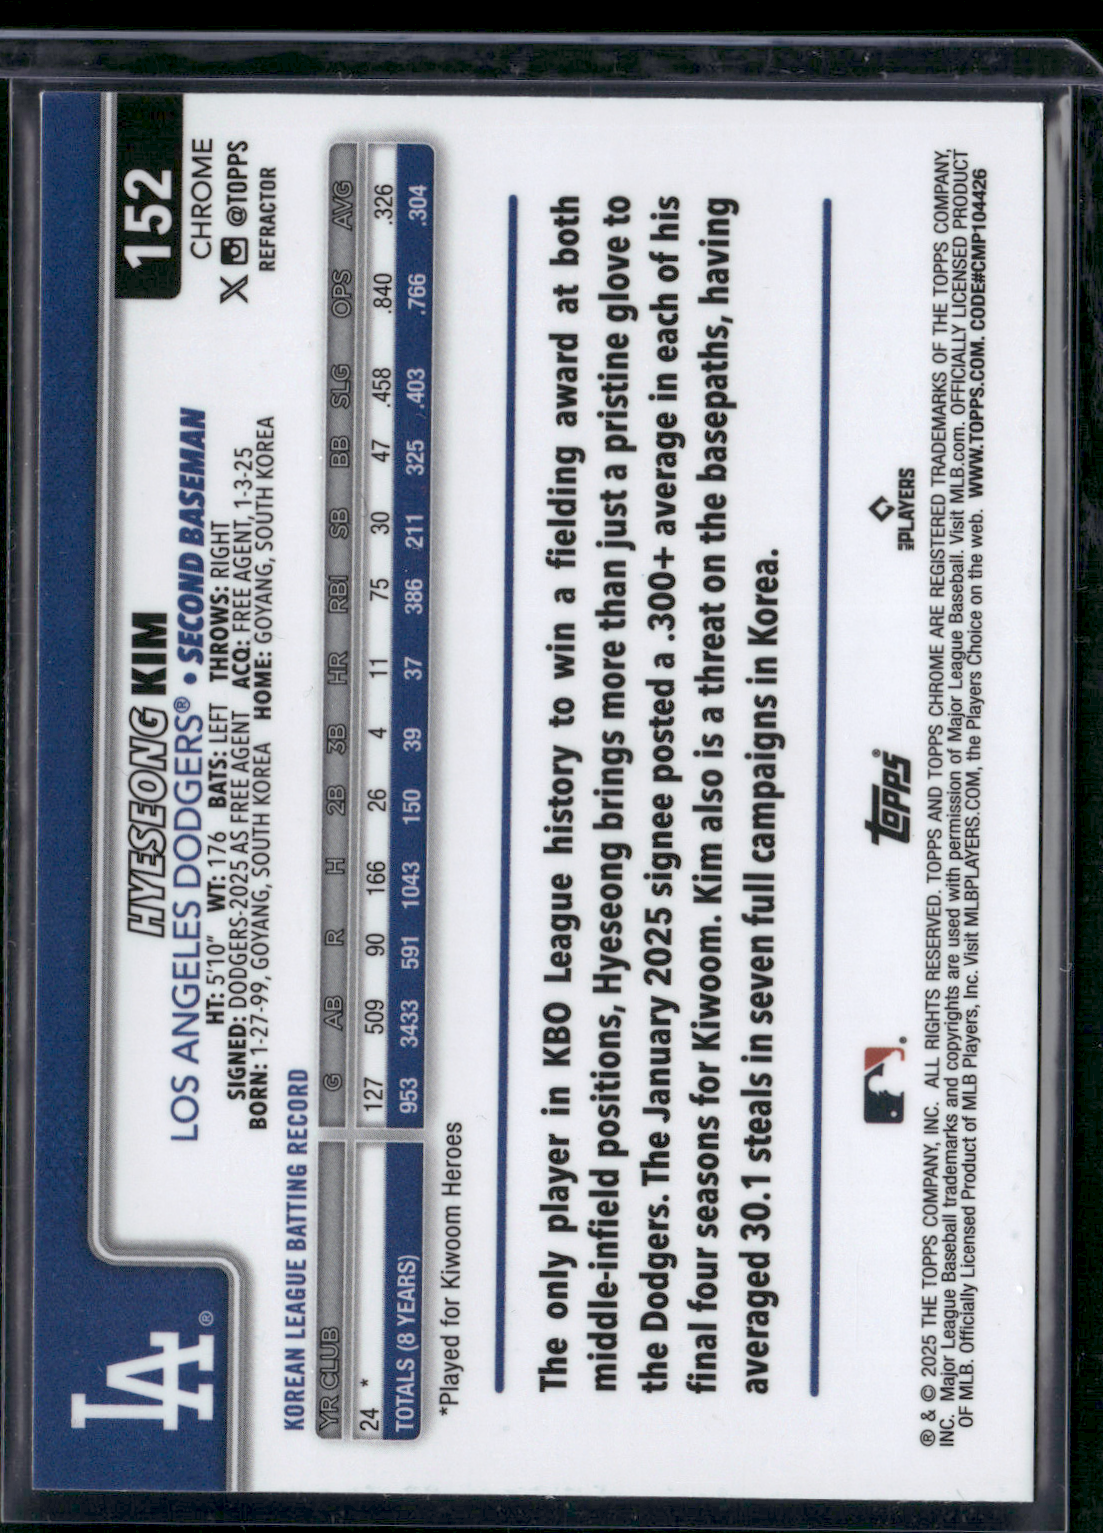 LA®
152
CHROME
X @TOPPS
REFRACTOR
HYESEONG KIM
LOS ANGELES DODGERS® • SECOND BASEMAN
HT: 5'10" WT: 176 BATS: LEFT THROWS: RIGHT
SIGNED: DODGERS-2025 AS FREE AGENT ACQ: FREE AGENT, 1-3-25
BORN: 1-27-99, GOYANG, SOUTH KOREA HOME: GOYANG, SOUTH KOREA
KOREAN LEAGUE BATTING RECORD
YR CLUB G AB R H 2B 3B HR RBI SB BB SLG OPS AVG
24 * 127 509 90 166 26 4 11 75 30 47 .458 .840 .326
TOTALS (8 YEARS) 953 3433 591 1043 150 39 37 386 211 325 .403 .766 .304
*Played for Kiwoom Heroes
The only player in KBO League history to win a fielding award at both
middle-infield positions, Hyeseong brings more than just a pristine glove to
the Dodgers. The January 2025 signee posted a .300+ average in each of his
final four seasons for Kiwoom. Kim also is a threat on the basepaths, having
averaged 30.1 steals in seven full campaigns in Korea.
topps®
MLB PLAYERS
® & © 2025 THE TOPPS COMPANY, INC. ALL RIGHTS RESERVED. TOPPS AND TOPPS CHROME ARE REGISTERED TRADEMARKS OF THE TOPPS COMPANY,
INC. Major League Baseball trademarks and copyrights are used with permission of Major League Baseball. Visit MLB.com. OFFICIALLY LICENSED PRODUCT
OF MLB. Officially Licensed Product of MLB Players, Inc. Visit MLBPLAYERS.COM, the Players Choice on the web. WWW.TOPPS.COM. CODE#CMP104426